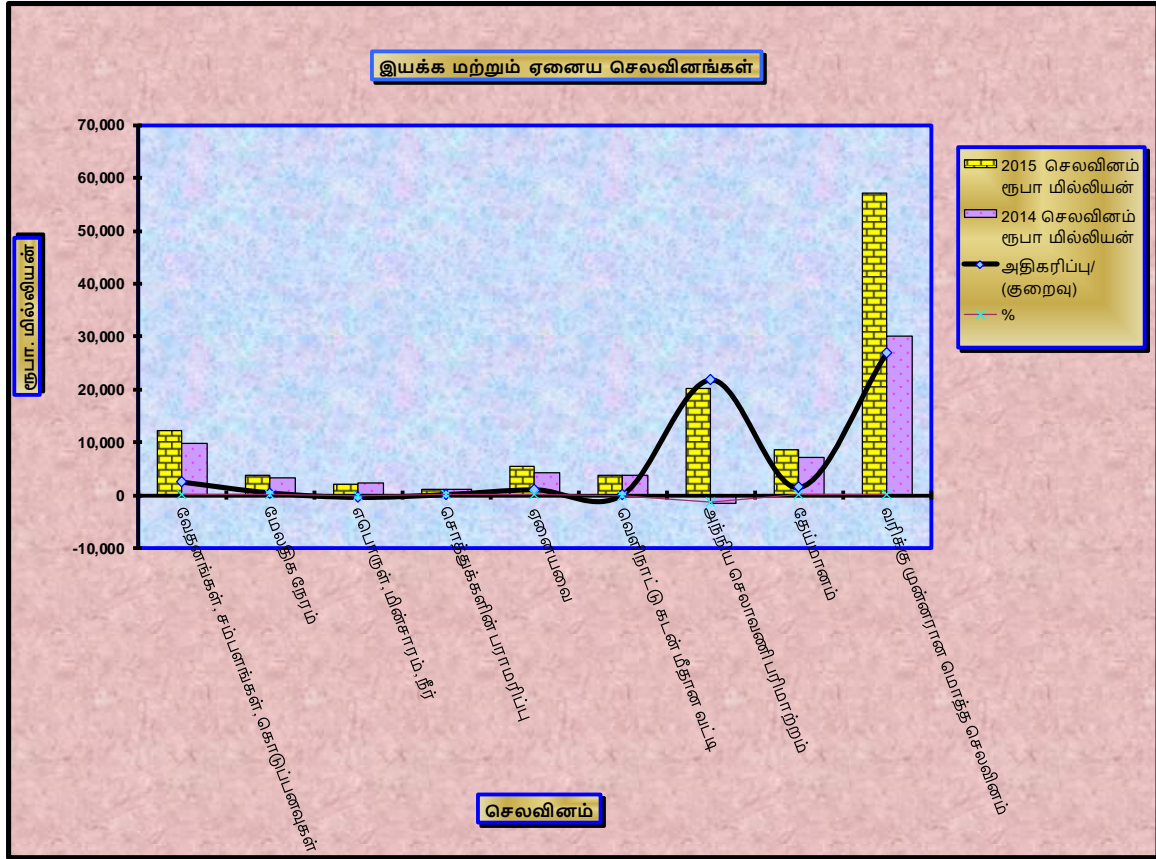 இயக்க மற்றும் ஏனைய செலவினங்கள்
70,000
60,000
50,000
40,000
30,000
20,000
10,000
0
-10,000
ரூபா. மில்லியன்
வேதனங்கள், சம்பளங்கள், கொடுப்பனவுகள்
மேலதிக நேரம்
எரிபொருள், மின்சாரம், நீர்
சொத்துக்களின் பராமரிப்பு
ஏனையவை
வெளிநாட்டு கடன் மீதான வட்டி
அந்நிய செலாவணி பரிமாற்றம்
தேய்மானம்
வரிக்கு முன்னரான மொத்த செலவினம்
செலவினம்
2015 செலவினம்
ரூபா மில்லியன்
2014 செலவினம்
ரூபா மில்லியன்
அதிகரிப்பு/
(குறைவு)
%